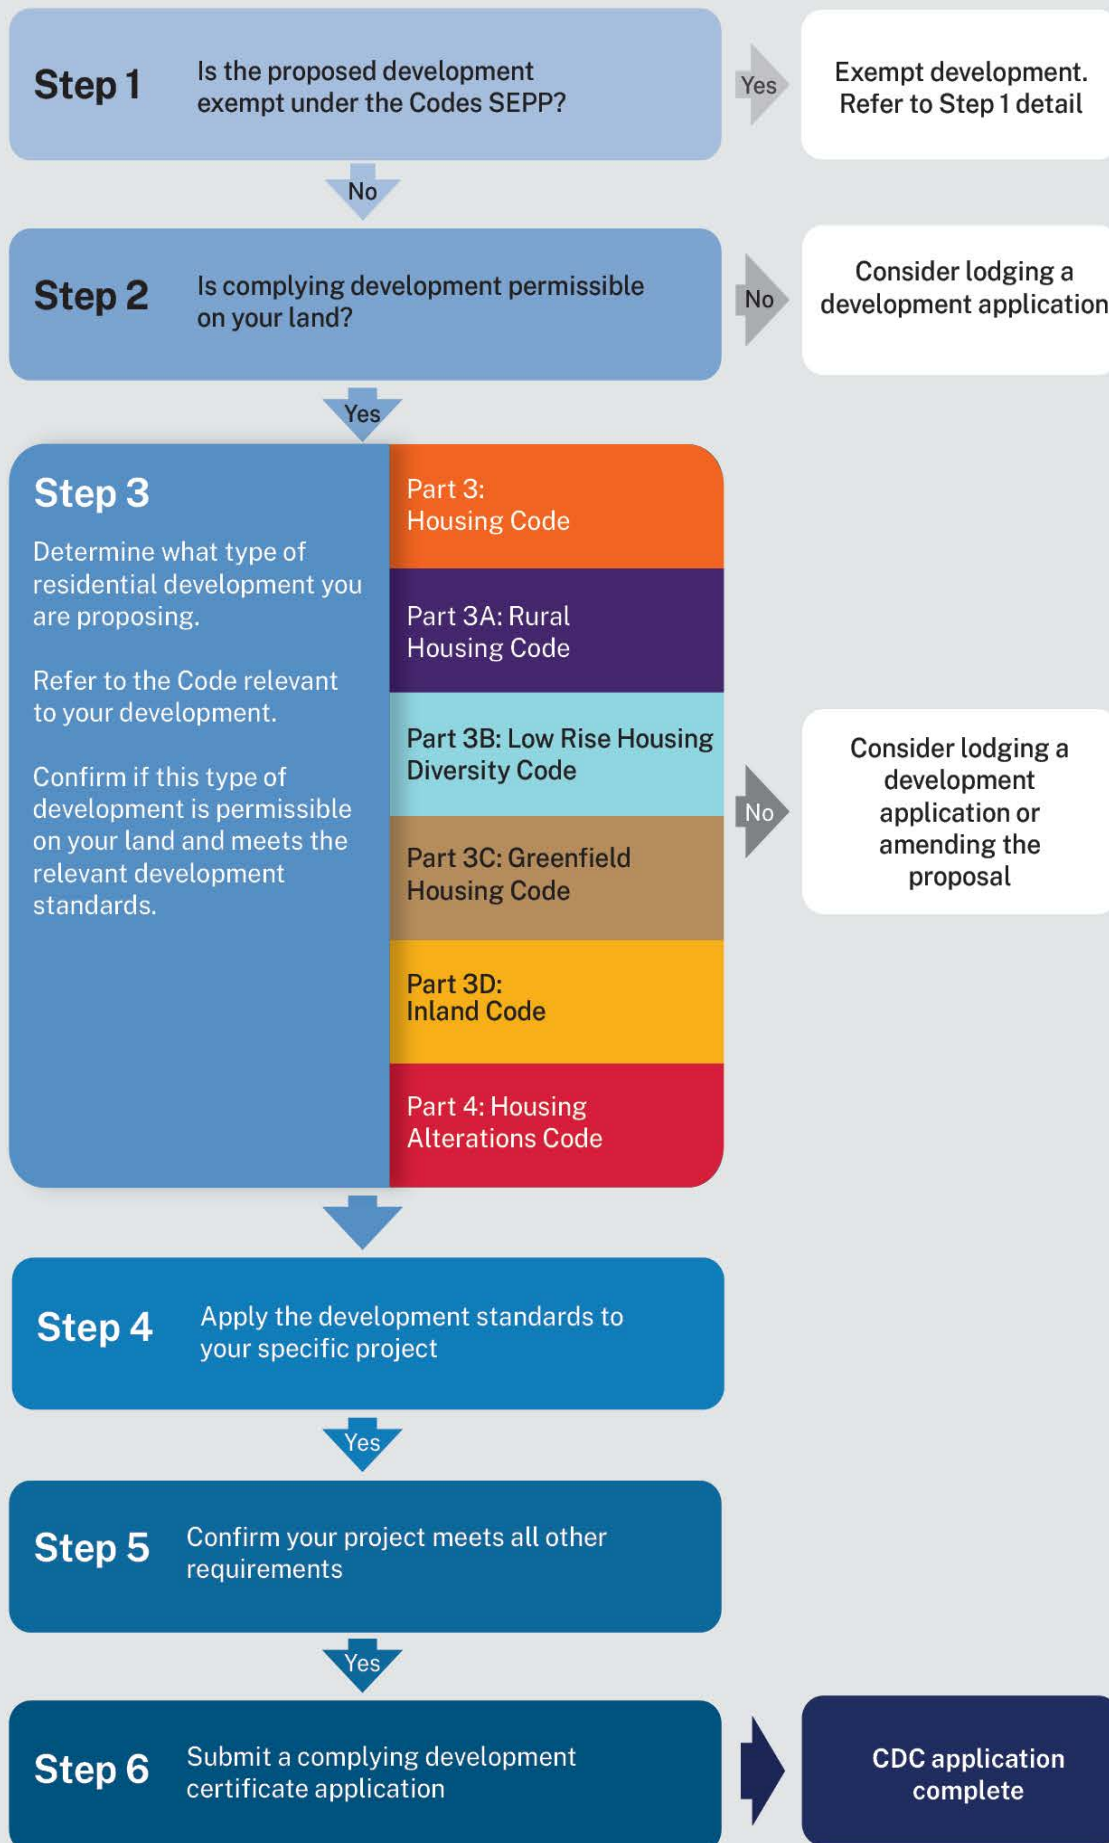 Step 1
Is the proposed development
exempt under the Codes SEPP?
Yes
Exempt development.
Refer to Step 1 detail
No
Step 2
Is complying development permissible
on your land?
No
Consider lodging a
development application
Yes
Step 3
Determine what type of
residential development you
are proposing.
Refer to the Code relevant
to your development.
Confirm if this type of
development is permissible
on your land and meets the
relevant development
standards.
Part 3:
Housing Code
Part 3A: Rural
Housing Code
Part 3B: Low Rise Housing
Diversity Code
Part 3C: Greenfield
Housing Code
Part 3D:
Inland Code
Part 4: Housing
Alterations Code
No
Consider lodging a
development
application or
amending the
proposal
Step 4
Apply the development standards to
your specific project
Yes
Step 5
Confirm your project meets all other
requirements
Yes
Step 6
Submit a complying development
certificate application
CDC application
complete